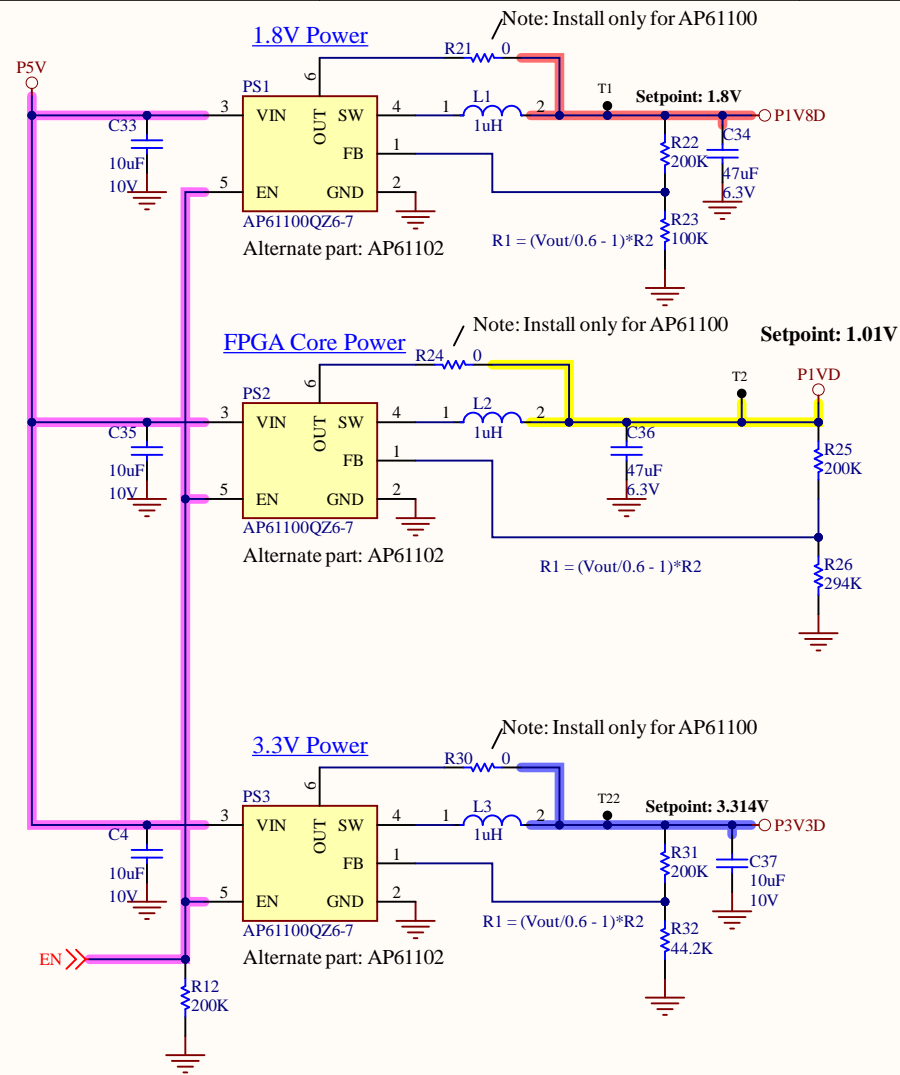 Note: Install only for AP61100
1.8V Power
R21 0
P5V
6
PS1
L1
T1
Setpoint: 1.8V
3 VIN OUT SW 4 1 2
1uH
P1V8D
C33
10uF
10V
FB 1
R22
200K
C34
47uF
6.3V
5 EN GND 2
AP61100QZ6-7
Alternate part: AP61102
R1 = (Vout/0.6 - 1)*R2
R23
100K
Note: Install only for AP61100
Setpoint: 1.01V
FPGA Core Power
R24 0
6
PS2
L2
T2
P1VD
3 VIN OUT SW 4 1 2
1uH
C35
10uF
10V
FB 1
C36
47uF
6.3V
R25
200K
5 EN GND 2
AP61100QZ6-7
Alternate part: AP61102
R1 = (Vout/0.6 - 1)*R2
R26
294K
Note: Install only for AP61100
3.3V Power
R30 0
6
PS3
L3
T22
Setpoint: 3.314V
3 VIN OUT SW 4 1 2
1uH
P3V3D
C4
10uF
10V
FB 1
R31
200K
C37
10uF
10V
5 EN GND 2
AP61100QZ6-7
Alternate part: AP61102
R1 = (Vout/0.6 - 1)*R2
R32
44.2K
EN
R12
200K